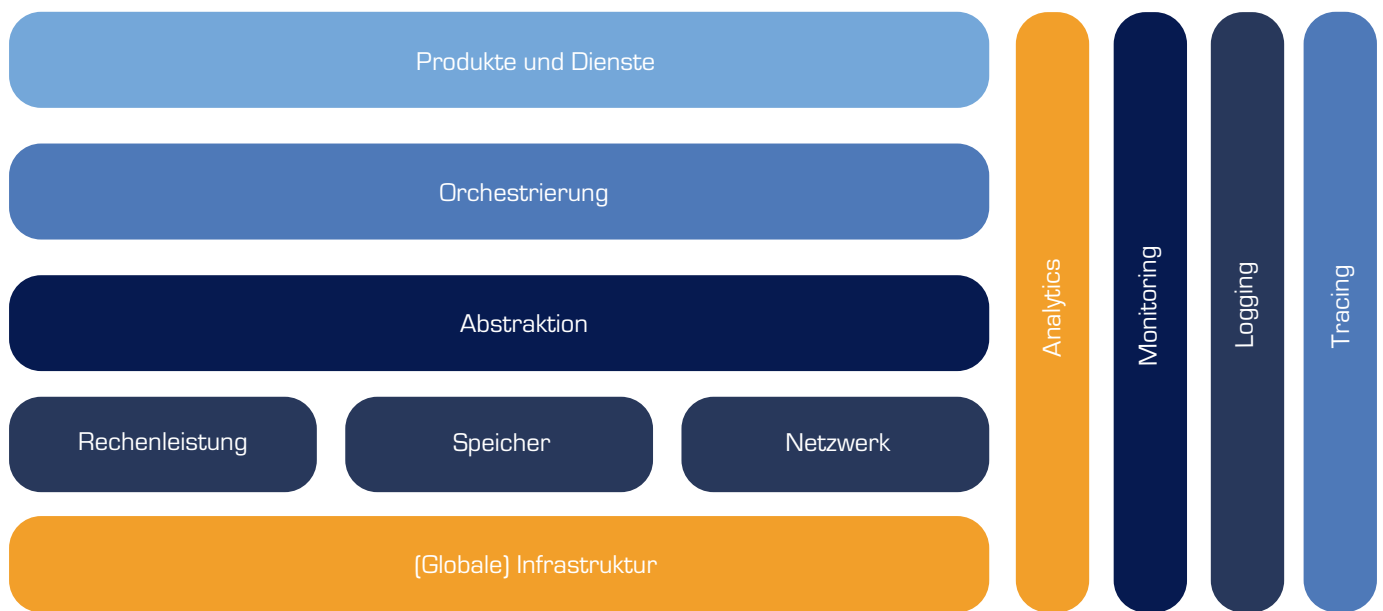 Produkte und Dienste
Orchestrierung
Abstraktion
Rechenleistung
Speicher
Netzwerk
(Globale) Infrastruktur
Analytics
Monitoring
Logging
Tracing